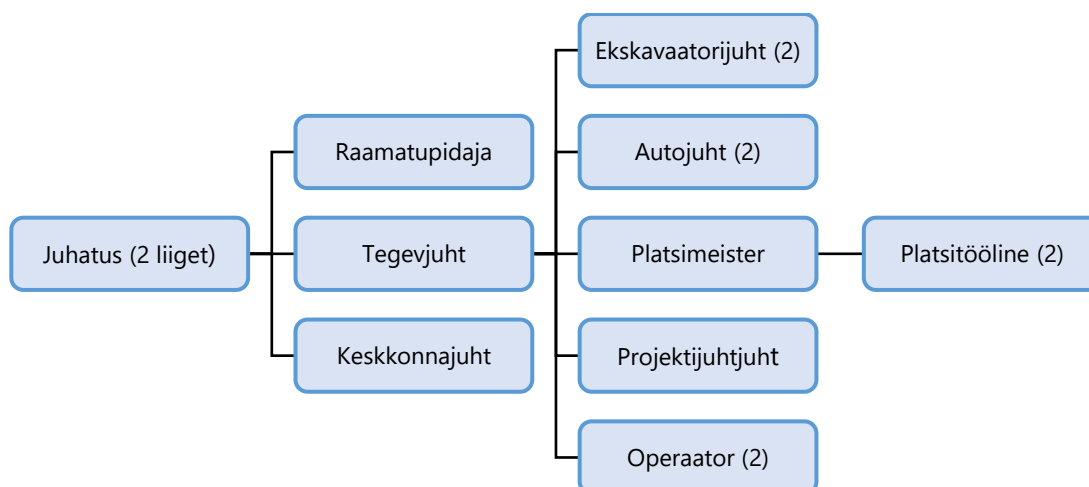 Ekskavaatorijuht (2)
Raamatupidaja
Autojuht (2)
Juhatus (2 liiget)
Tegevjuht
Platsimeister
Platsitööline (2)
Keskkonnajuht
Projektijuhtjuht
Operaator (2)